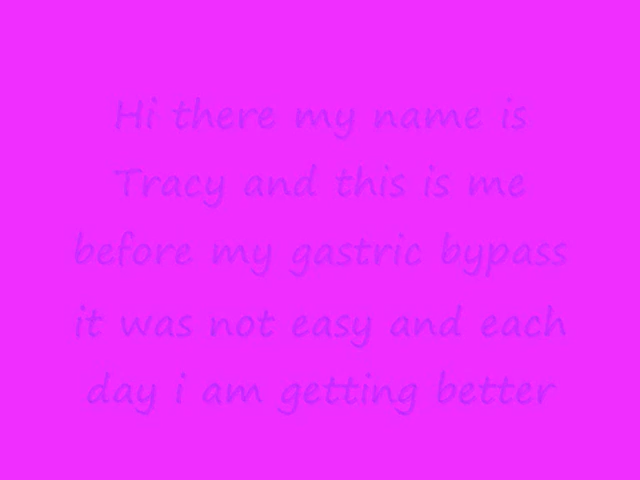 Hi there my name is
Tracy and this is me
before my gastric bypass
it was not easy and each
day i am getting better